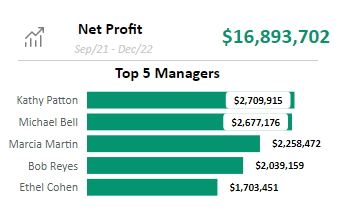 Net Profit
$16,893,702
Sep/21 - Dec/22
Top 5 Managers
Kathy Patton $2,709,915
Michael Bell $2,677,176
Marcia Martin $2,258,472
Bob Reyes $2,039,159
Ethel Cohen $1,703,451